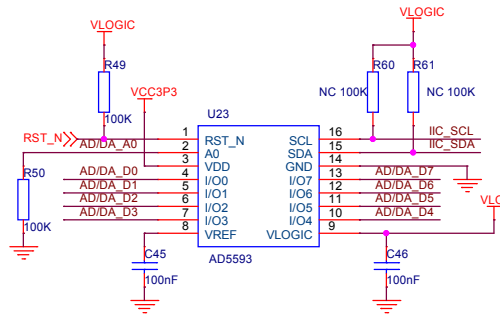 VLOGIC
VLOGIC
R49
R60
R61
VCC3P3
NC 100K
NC 100K
U23
100K
RST_N
1
RST_N
SCL
16
IIC_SCL
AD/DA_A0
2
A0
SDA
15
IIC_SDA
3
VDD
GND
14
R50
AD/DA_D0
4
I/O0
I/O7
13
AD/DA_D7
AD/DA_D1
5
I/O1
I/O6
12
AD/DA_D6
AD/DA_D2
6
I/O2
I/O5
11
AD/DA_D5
AD/DA_D3
7
I/O3
I/O4
10
AD/DA_D4
VLO
100K
8
VREF
VLOGIC
9
C45
AD5593
C46
100nF
100nF